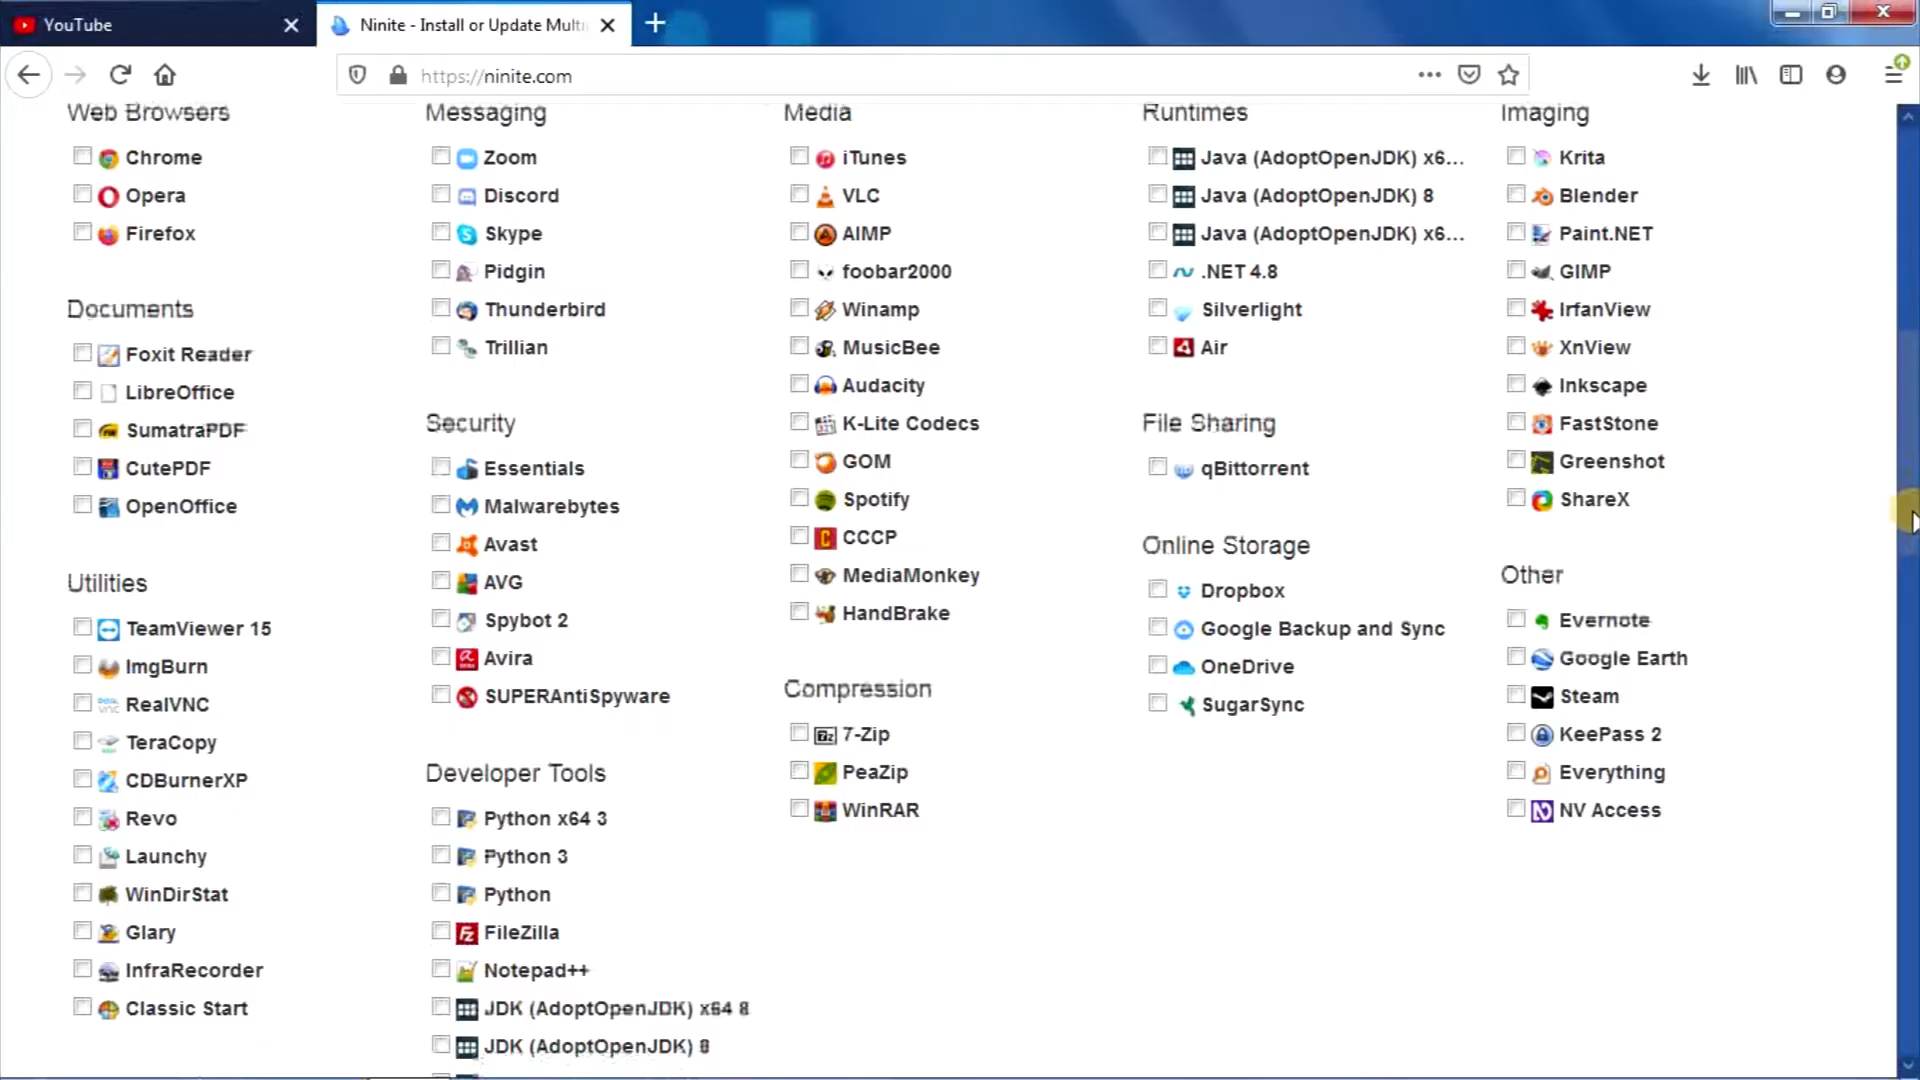 YouTube
Ninite - Install or Update Multi
https://ninite.com
Web Browsers
Chrome
Opera
Firefox
Documents
Foxit Reader
LibreOffice
SumatraPDF
CutePDF
OpenOffice
Utilities
TeamViewer 15
ImgBurn
RealVNC
TeraCopy
CDBurnerXP
Revo
Launchy
WinDirStat
Glary
InfraRecorder
Classic Start
Messaging
Zoom
Discord
Skype
Pidgin
Thunderbird
Trillian
Security
Essentials
Malwarebytes
Avast
AVG
Spybot 2
Avira
SUPERAntiSpyware
Developer Tools
Python x64 3
Python 3
Python
FileZilla
Notepad++
JDK (AdoptOpenJDK) x64 8
JDK (AdoptOpenJDK) 8
Media
iTunes
VLC
AIMP
foobar2000
Winamp
MusicBee
Audacity
K-Lite Codecs
GOM
Spotify
CCCP
MediaMonkey
HandBrake
Compression
7-Zip
PeaZip
WinRAR
Runtimes
Java (AdoptOpenJDK) x6...
Java (AdoptOpenJDK) 8
Java (AdoptOpenJDK) x6...
.NET 4.8
Silverlight
Air
File Sharing
qBittorrent
Online Storage
Dropbox
Google Backup and Sync
OneDrive
SugarSync
Imaging
Krita
Blender
Paint.NET
GIMP
IrfanView
XnView
Inkscape
FastStone
Greenshot
ShareX
Other
Evernote
Google Earth
Steam
KeePass 2
Everything
NV Access